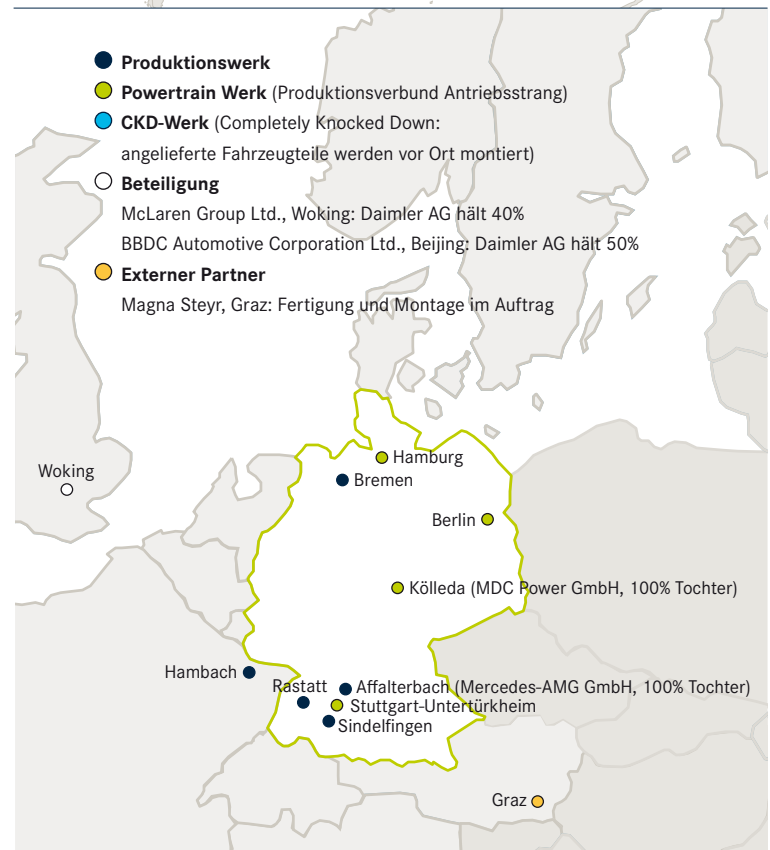 Produktionswerk
Powertrain Werk (Produktionsverbund Antriebsstrang)
CKD-Werk (Completely Knocked Down:
angelieferte Fahrzeugteile werden vor Ort montiert)
Beteiligung
McLaren Group Ltd., Woking: Daimler AG hält 40%
BBDC Automotive Corporation Ltd., Beijing: Daimler AG hält 50%
Externer Partner
Magna Steyr, Graz: Fertigung und Montage im Auftrag
Hamburg
Woking
Bremen
Berlin
Kölleda (MDC Power GmbH, 100% Tochter)
Hambach
Rastatt
Affalterbach (Mercedes-AMG GmbH, 100% Tochter)
Stuttgart-Untertürkheim
Sindelfingen
Graz